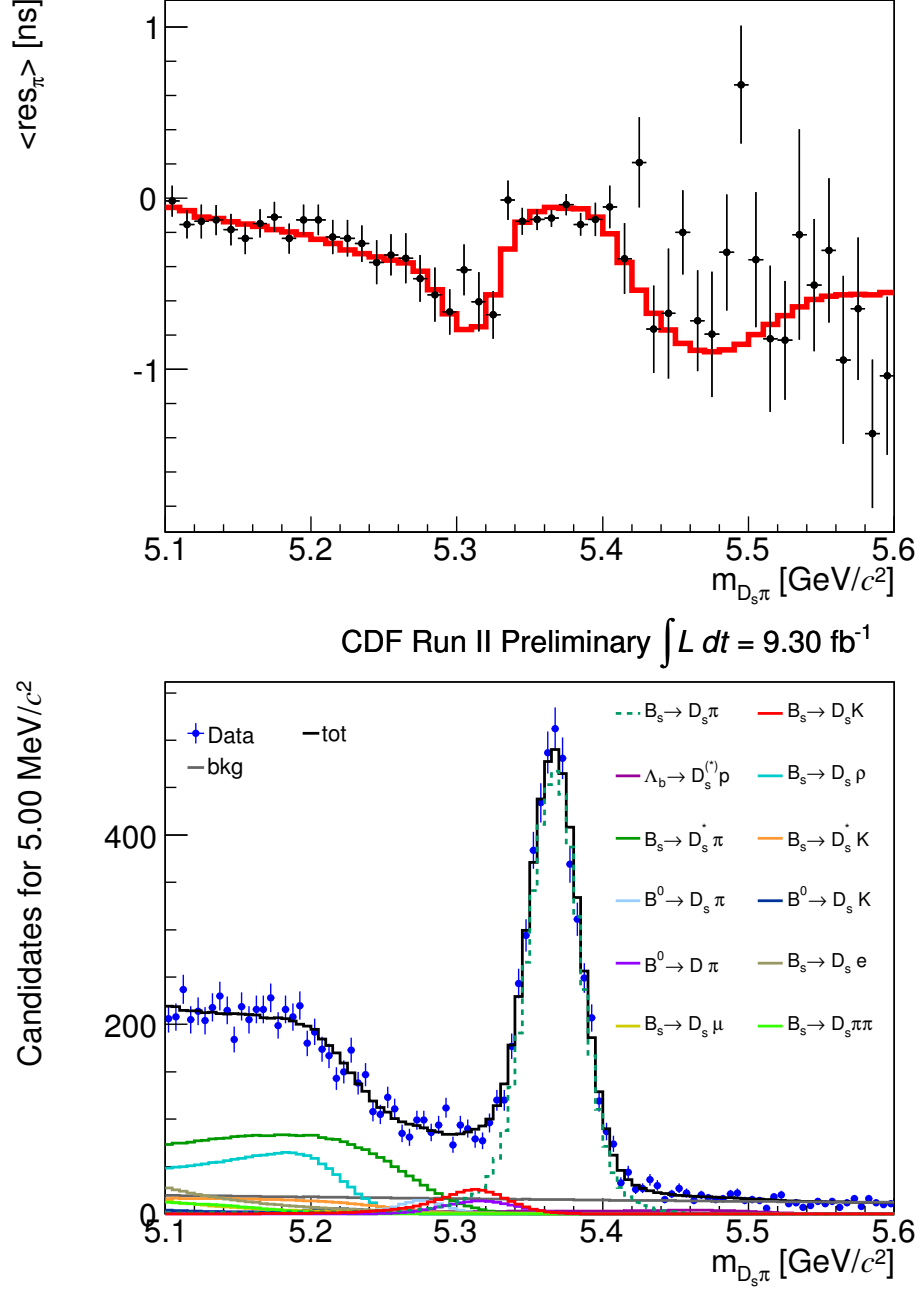 <res_π> [ns]
1
0
-1
5.1 5.2 5.3 5.4 5.5 5.6
m_{D_sπ} [GeV/c²]
CDF Run II Preliminary ∫ L dt = 9.30 fb⁻¹
Candidates for 5.00 MeV/c²
400
200
0
Data tot
bkg
B_s → D_s π B_s → D_s K
Λ_b → D_s^(*) p B_s → D_s ρ
B_s → D_s^* π B_s → D_s^* K
B⁰ → D_s π B⁰ → D_s K
B⁰ → D π B_s → D_s e
B_s → D_s μ B_s → D_s ππ
5.1 5.2 5.3 5.4 5.5 5.6
m_{D_sπ} [GeV/c²]